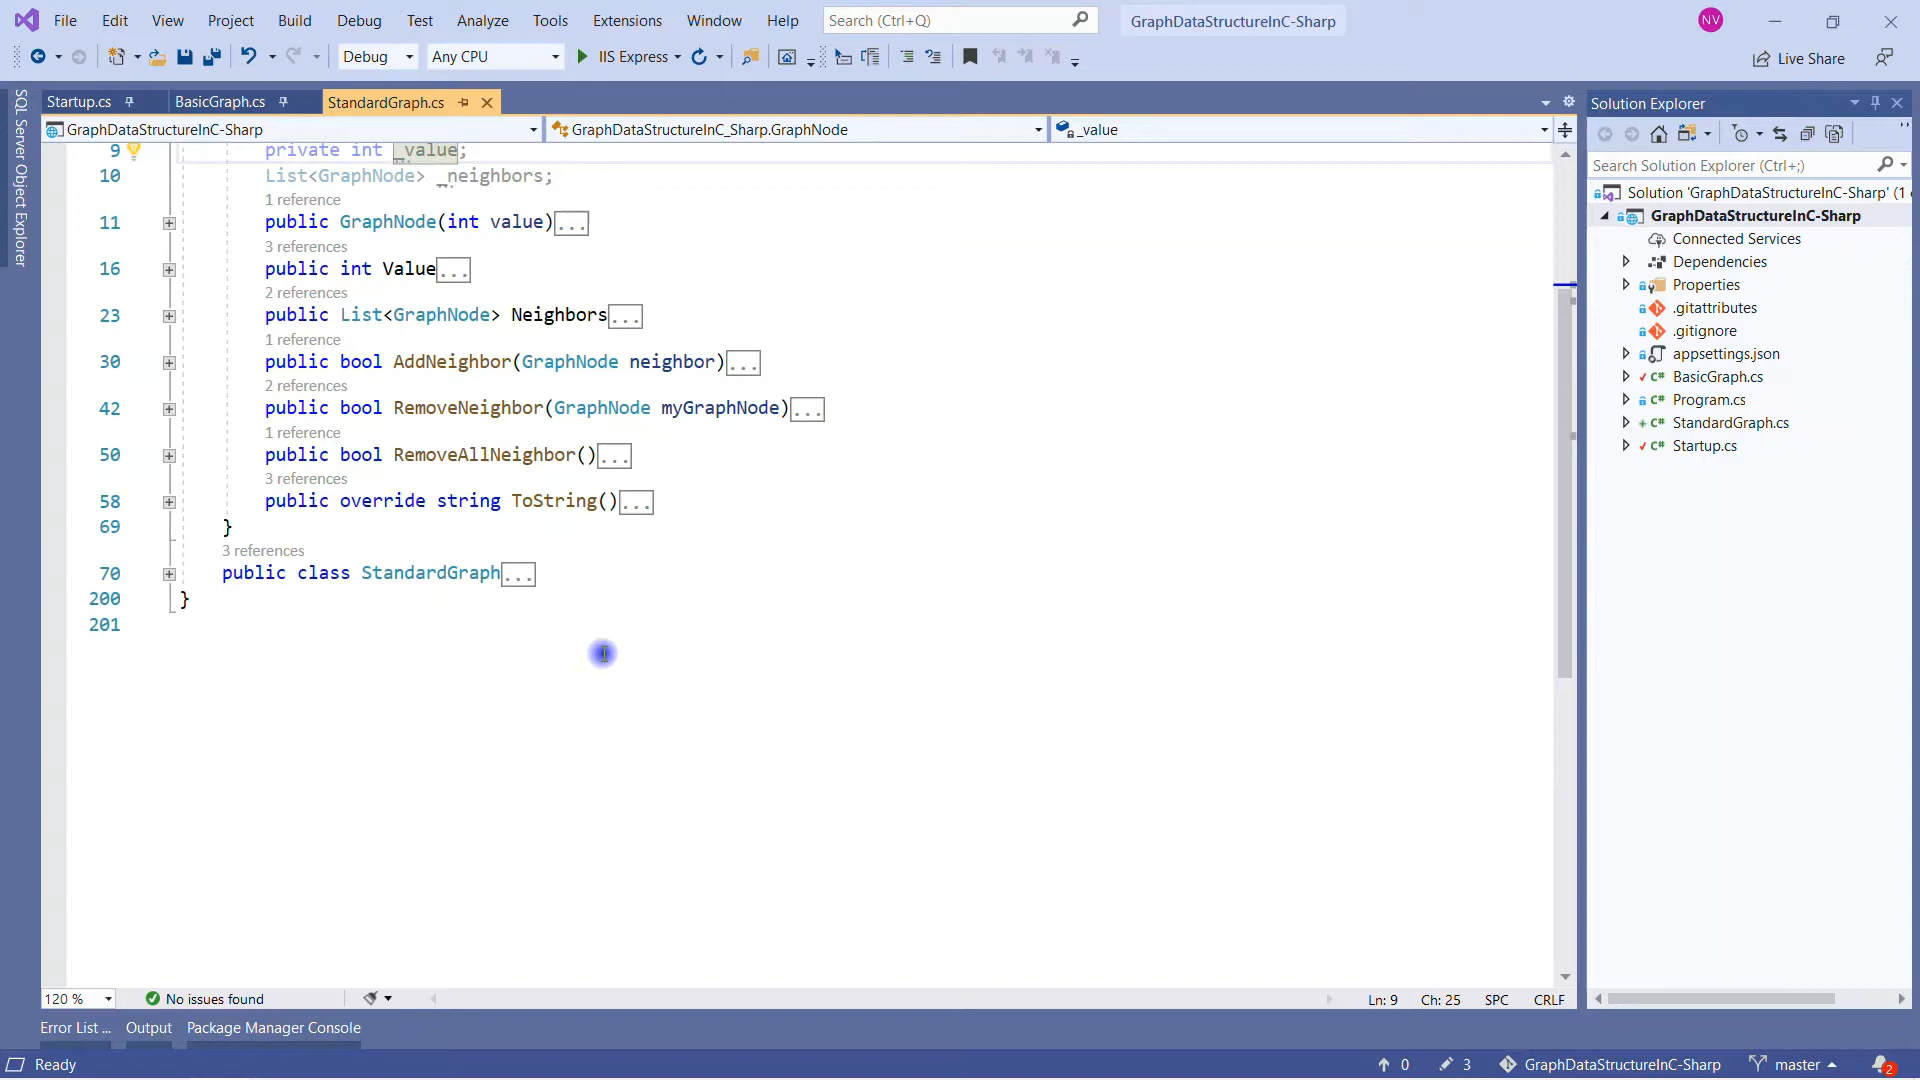 File Edit View Project Build Debug Test Analyze Tools Extensions Window Help Search (Ctrl+Q) GraphDataStructureInC-Sharp NV
Debug Any CPU IIS Express Live Share
SQL Server Object Explorer
Startup.cs BasicGraph.cs StandardGraph.cs
GraphDataStructureInC-Sharp GraphDataStructureInC_Sharp.GraphNode _value
9 private int _value;
10 List<GraphNode> _neighbors;
1 reference
11 public GraphNode(int value)...
3 references
16 public int Value...
2 references
23 public List<GraphNode> Neighbors...
1 reference
30 public bool AddNeighbor(GraphNode neighbor)...
2 references
42 public bool RemoveNeighbor(GraphNode myGraphNode)...
1 reference
50 public bool RemoveAllNeighbor()...
3 references
58 public override string ToString()...
69 }
3 references
70 public class StandardGraph...
200 }
201
120 % No issues found Ln: 9 Ch: 25 SPC CRLF
Solution Explorer
Search Solution Explorer (Ctrl+;)
Solution 'GraphDataStructureInC-Sharp' (1
GraphDataStructureInC-Sharp
Connected Services
Dependencies
Properties
.gitattributes
.gitignore
appsettings.json
C# BasicGraph.cs
C# Program.cs
C# StandardGraph.cs
C# Startup.cs
Error List ... Output Package Manager Console
Ready 0 3 GraphDataStructureInC-Sharp master 2